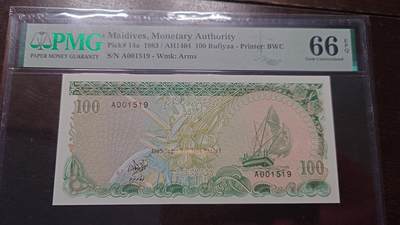 PMG
PAPER MONEY GUARANTY
Maldives, Monetary Authority
Pick# 14a 1983 / AH1404 100 Rufiyaa - Printer: BWC
S/N A001519 - Wmk: Arms
66 EPQ
Gem Uncirculated
100
A001519
A001519
100